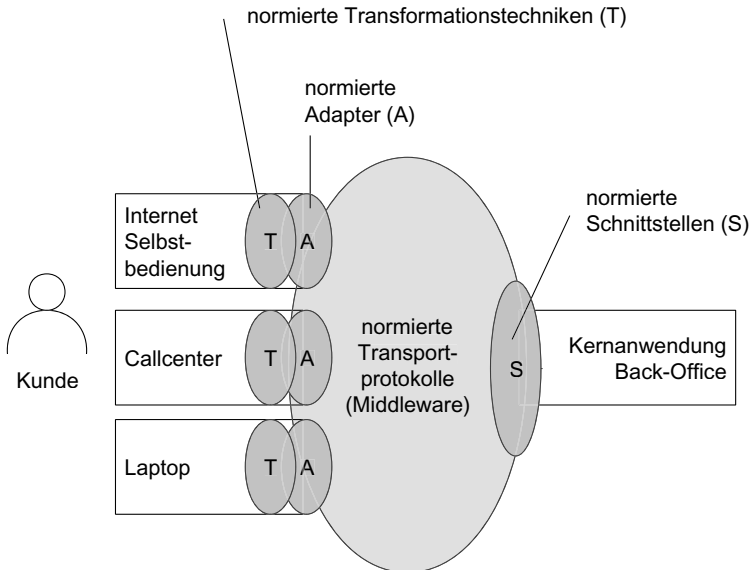 normierte Transformationstechniken (T)
normierte
Adapter (A)
normierte
Schnittstellen (S)
Internet
Selbst-
bedienung
T
A
Kunde
Callcenter
T
A
normierte
Transport-
protokolle
(Middleware)
S
Kernanwendung
Back-Office
Laptop
T
A